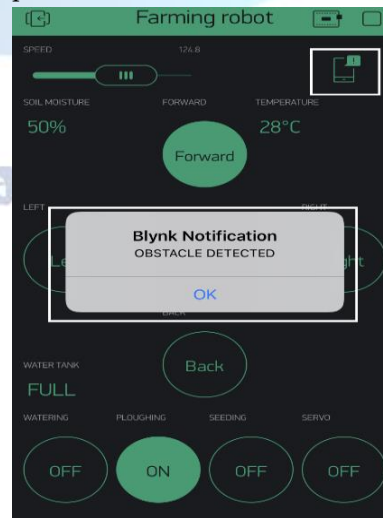 Farming robot
SPEED 124.8
SOIL MOISTURE FORWARD TEMPERATURE
50% 28°C
Forward
LEFT RIGHT
Blynk Notification
OBSTACLE DETECTED
OK
BACK
Back
WATER TANK
FULL
WATERING PLOUGHING SEEDING SERVO
OFF ON OFF OFF